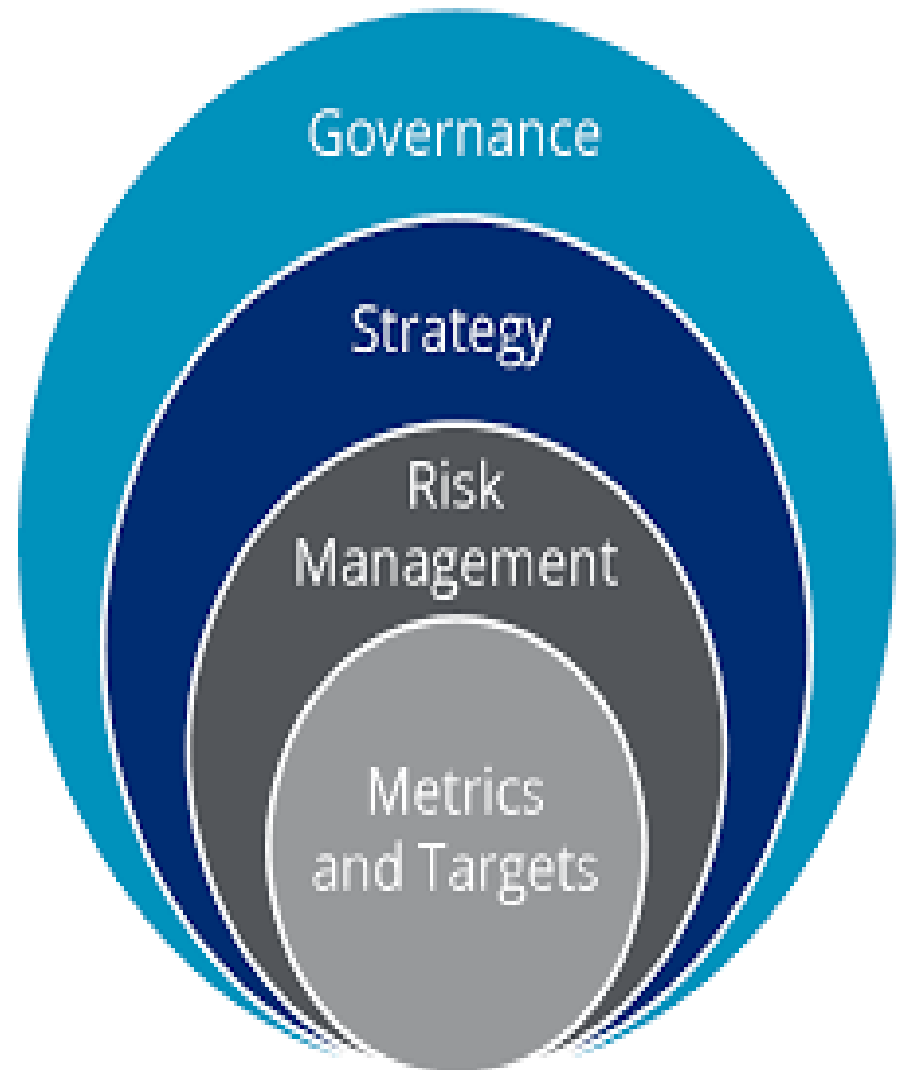 Governance
Strategy
Risk
Management
Metrics
and Targets